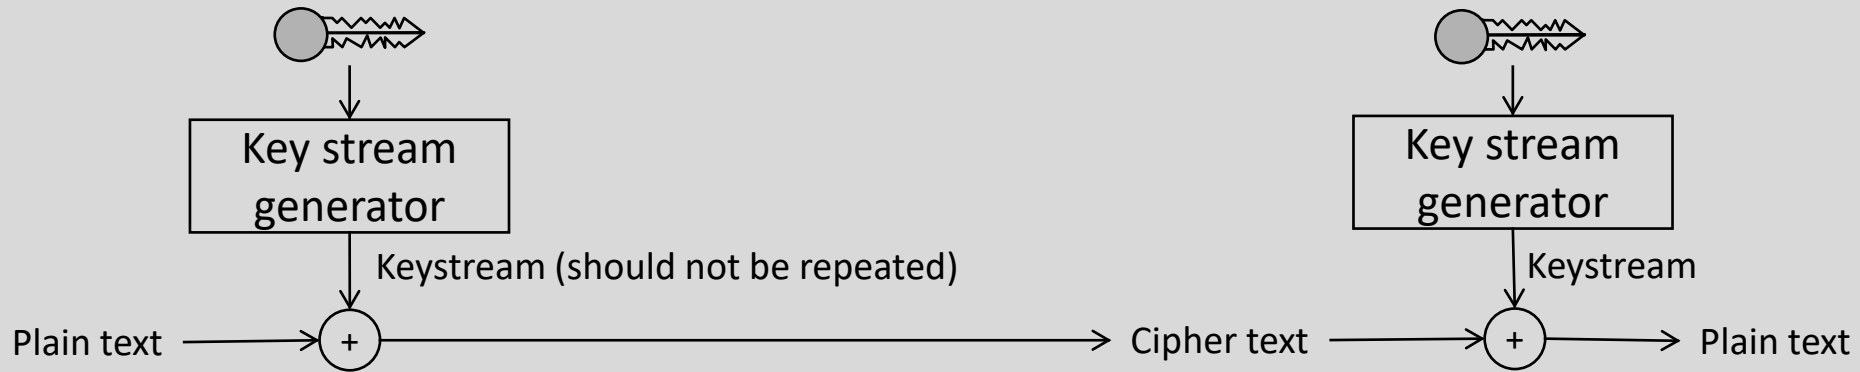 Key stream
generator
Keystream (should not be repeated)
Plain text
+
Cipher text
Key stream
generator
Keystream
+
Plain text